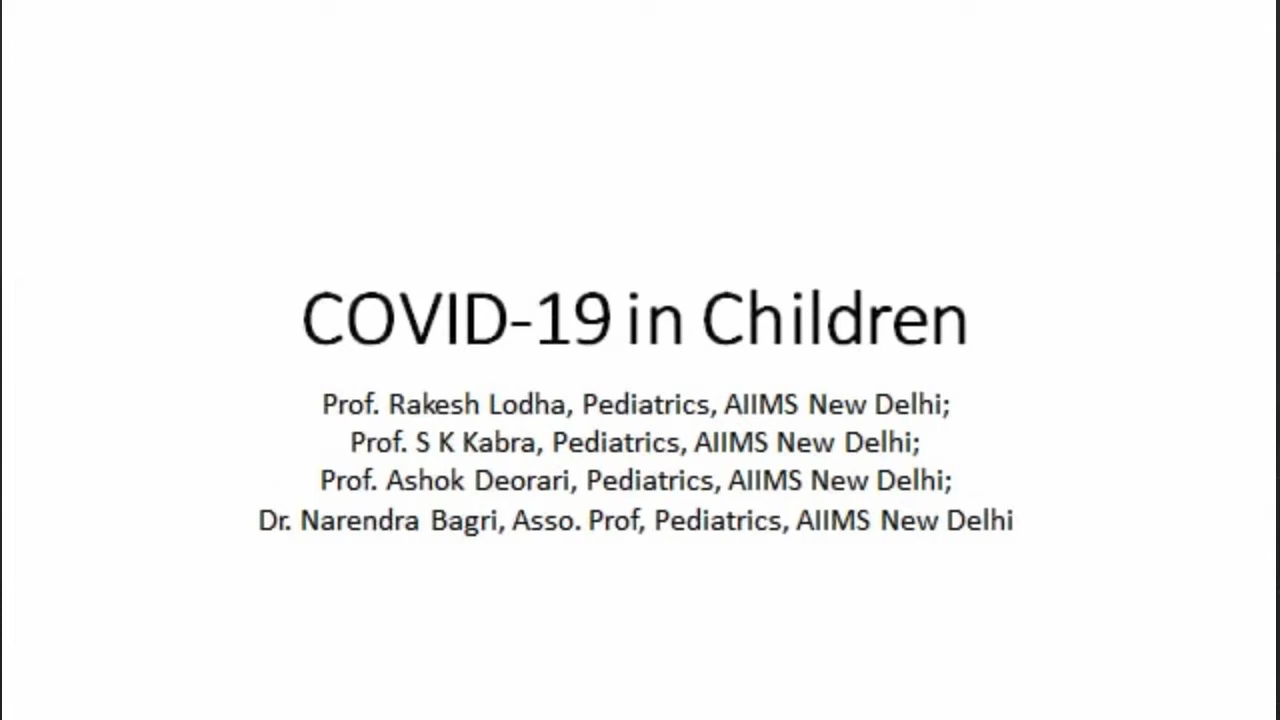 COVID-19 in Children
Prof. Rakesh Lodha, Pediatrics, AIIMS New Delhi;
Prof. S K Kabra, Pediatrics, AIIMS New Delhi;
Prof. Ashok Deorari, Pediatrics, AIIMS New Delhi;
Dr. Narendra Bagri, Asso. Prof, Pediatrics, AIIMS New Delhi